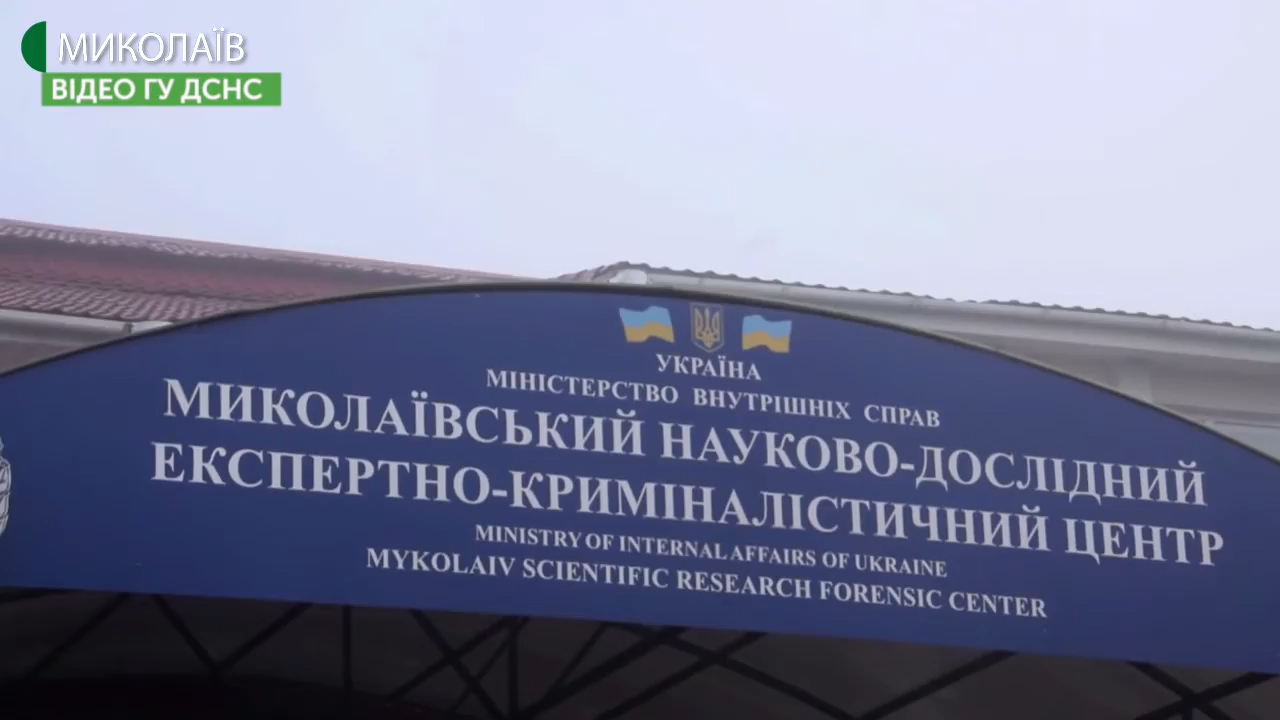 МИКОЛАЇВ
ВІДЕО ГУ ДСНС
УКРАЇНА
МІНІСТЕРСТВО ВНУТРІШНІХ СПРАВ
МИКОЛАЇВСЬКИЙ НАУКОВО-ДОСЛІДНИЙ
ЕКСПЕРТНО-КРИМІНАЛІСТИЧНИЙ ЦЕНТР
MINISTRY OF INTERNAL AFFAIRS OF UKRAINE
MYKOLAIV SCIENTIFIC RESEARCH FORENSIC CENTER